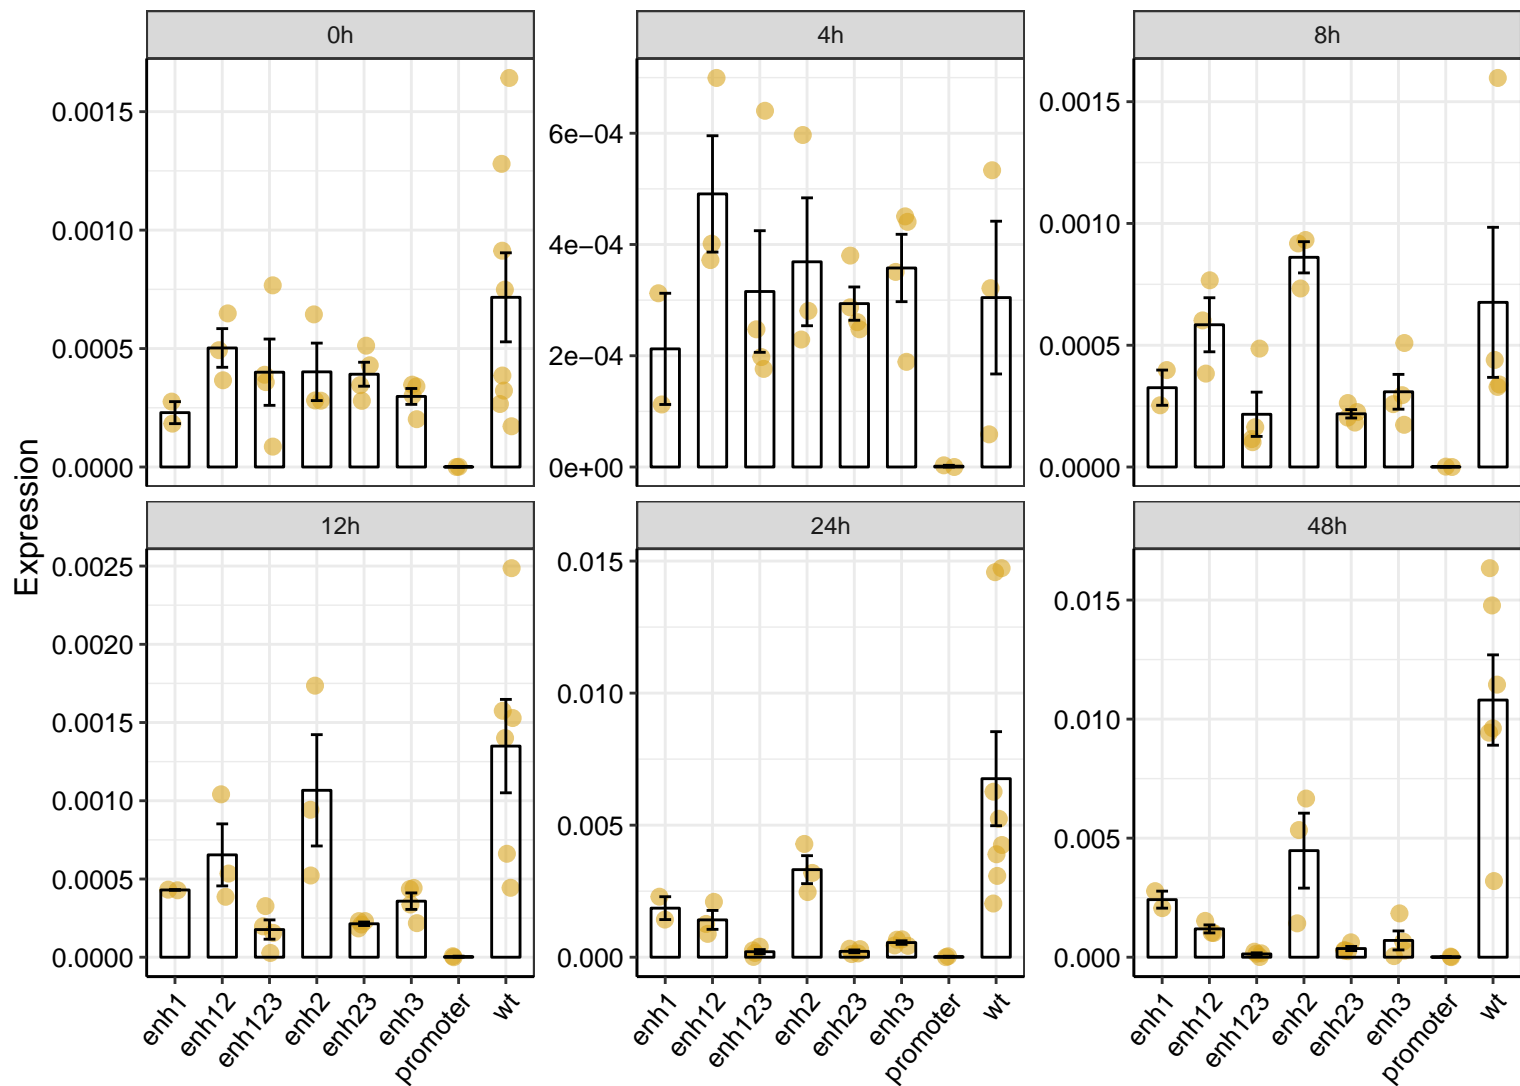 0h
4h
8h
0.0015
0.0010
0.0005
0.0000
6e−04
4e−04
2e−04
0e+00
0.0015
0.0010
0.0005
0.0000
Expression
12h
24h
48h
0.0025
0.0020
0.0015
0.0010
0.0005
0.0000
0.015
0.010
0.005
0.000
0.015
0.010
0.005
0.000
enh1
enh12
enh123
enh2
enh23
enh3
promoter
wt
enh1
enh12
enh123
enh2
enh23
enh3
promoter
wt
enh1
enh12
enh123
enh2
enh23
enh3
promoter
wt